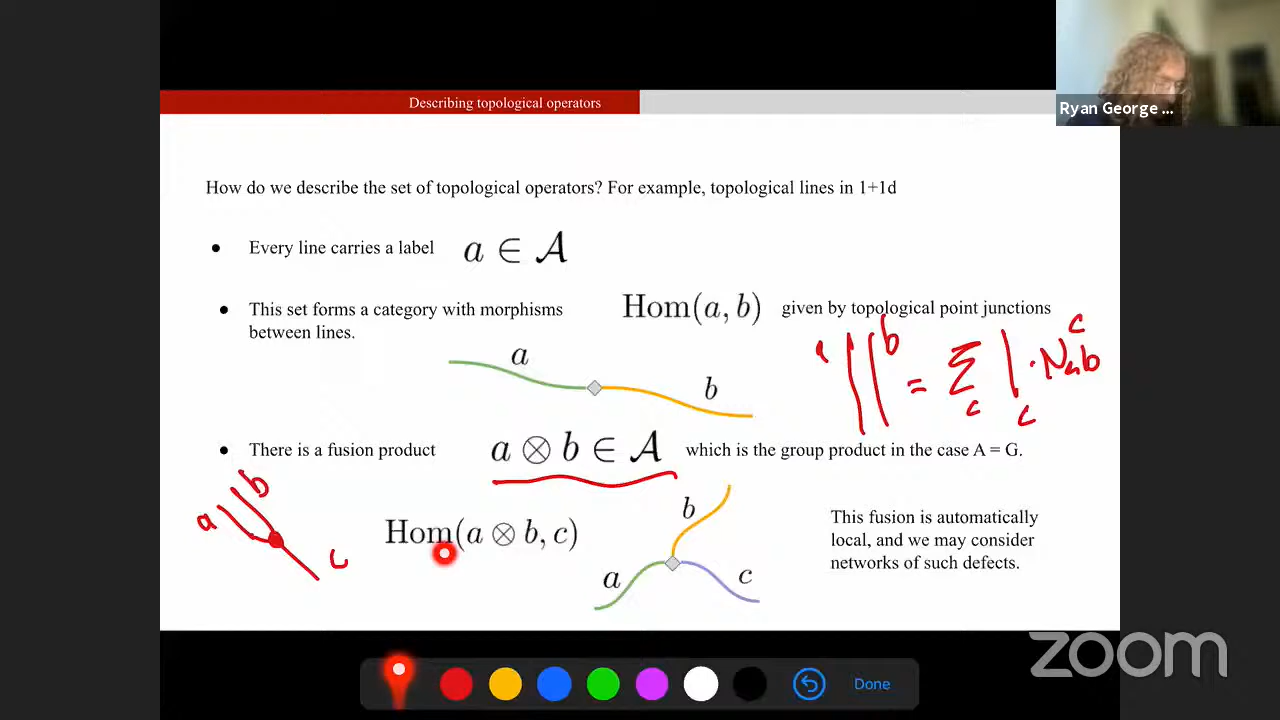 Describing topological operators
Ryan George ...
How do we describe the set of topological operators? For example, topological lines in 1+1d
• Every line carries a label a ∈ 𝒜
• This set forms a category with morphisms between lines. Hom(a, b) given by topological point junctions
a
b
a b = Σ_c | c · N_ab^c
• There is a fusion product a ⊗ b ∈ 𝒜 which is the group product in the case A = G.
a b c
Hom(a ⊗ b, c)
a b c
This fusion is automatically
local, and we may consider
networks of such defects.
zoom
Done